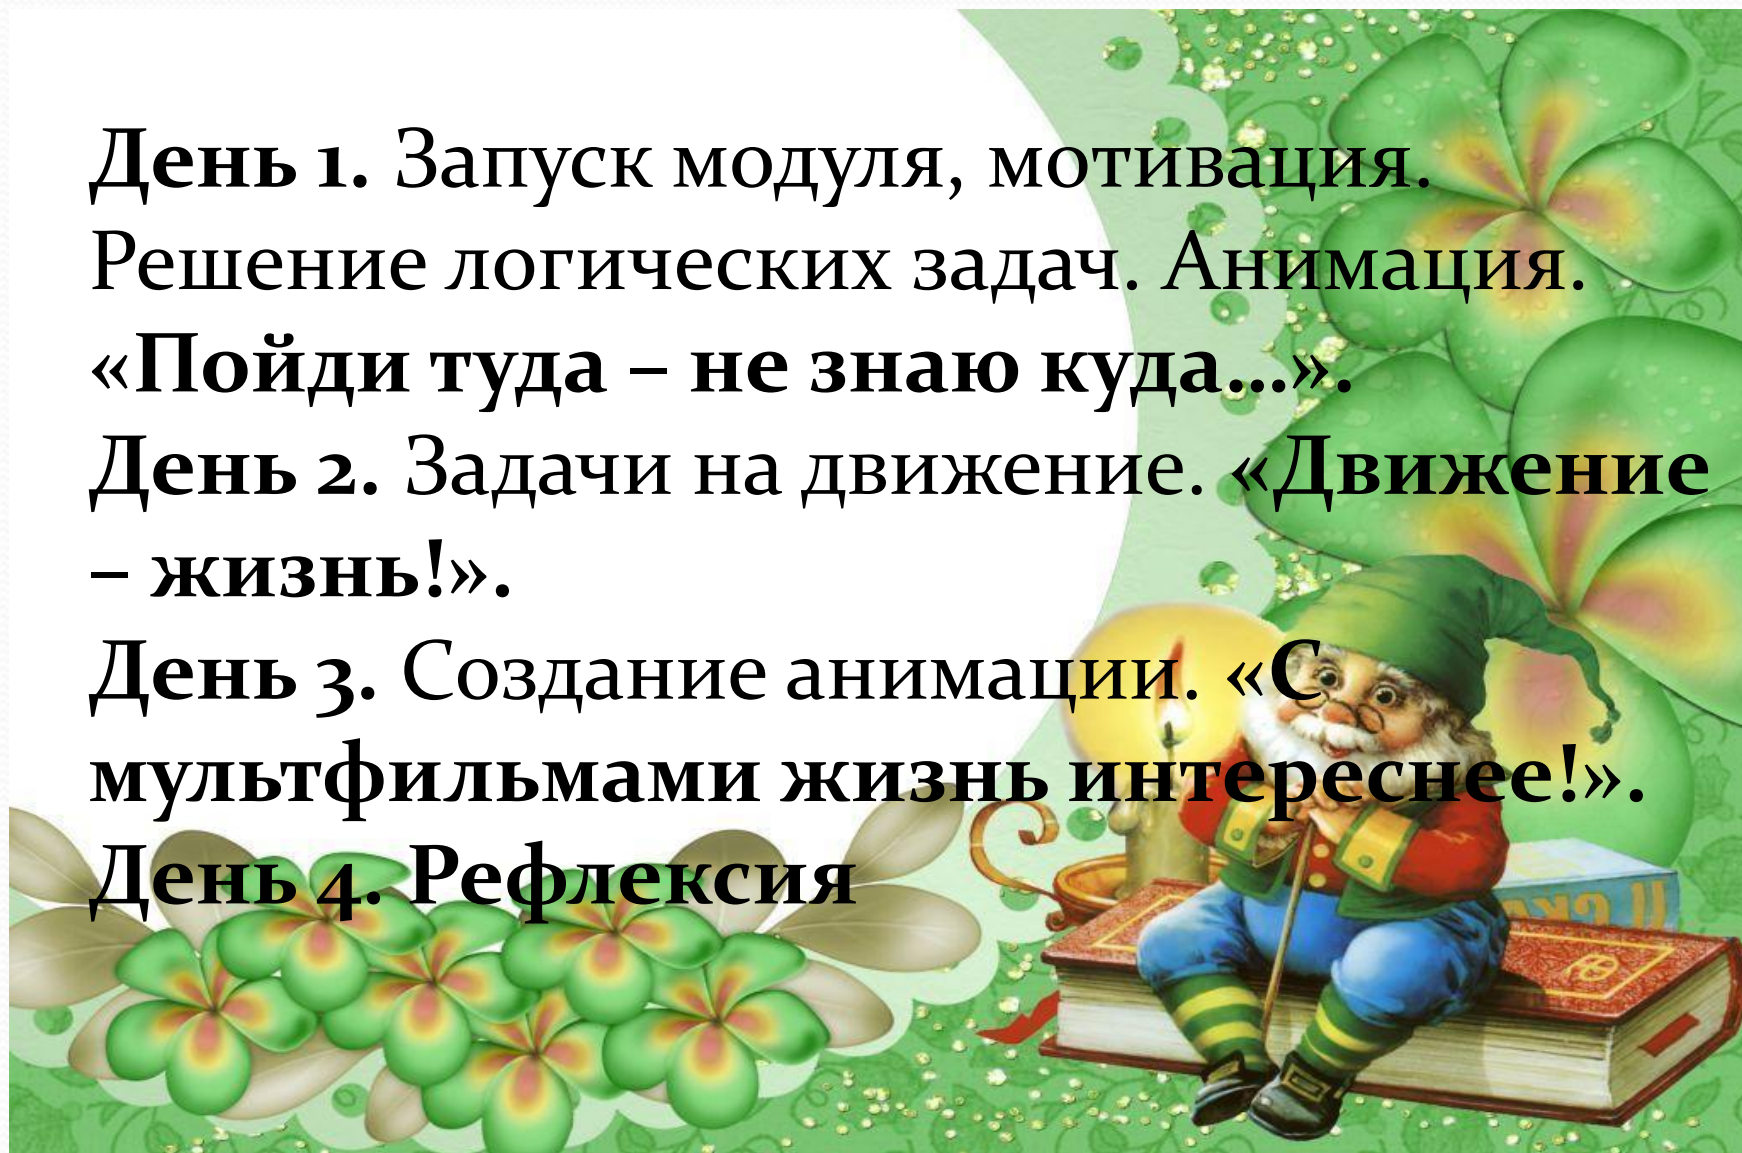 День 1. Запуск модуля, мотивация.
Решение логических задач. Анимация.
«Пойди туда – не знаю куда…».
День 2. Задачи на движение. «Движение
– жизнь!».
День 3. Создание анимации. «С
мультфильмами жизнь интереснее!».
День 4. Рефлексия